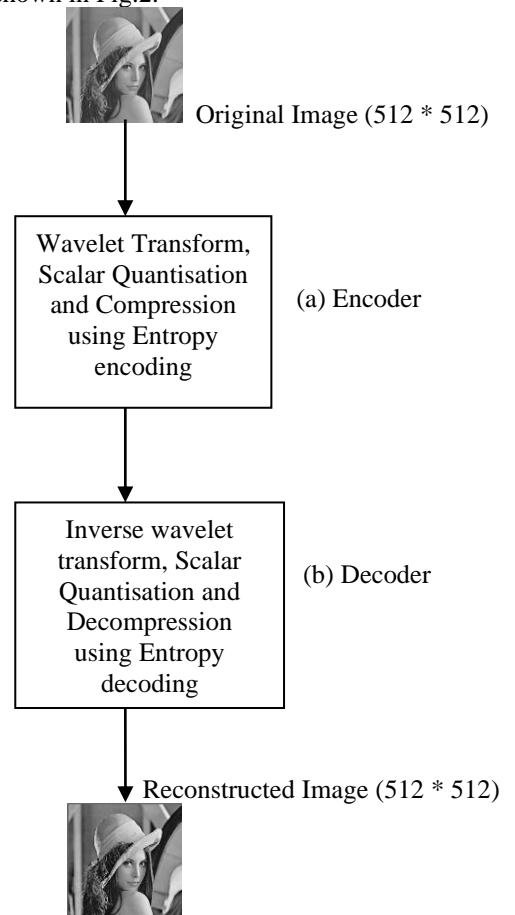 shown in Fig.2.
Original Image (512 * 512)
Wavelet Transform,
Scalar Quantisation
and Compression
using Entropy
encoding
(a) Encoder
Inverse wavelet
transform, Scalar
Quantisation and
Decompression
using Entropy
decoding
(b) Decoder
Reconstructed Image (512 * 512)